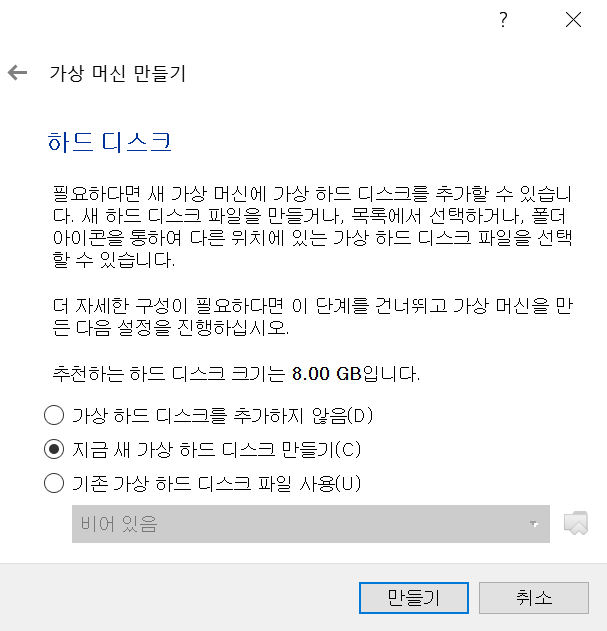 ?
가상 머신 만들기
하드 디스크
필요하다면 새 가상 머신에 가상 하드 디스크를 추가할 수 있습니
다. 새 하드 디스크 파일을 만들거나, 목록에서 선택하거나, 폴더
아이콘을 통하여 다른 위치에 있는 가상 하드 디스크 파일을 선택
할 수 있습니다.
더 자세한 구성이 필요하다면 이 단계를 건너뛰고 가상 머신을 만
든 다음 설정을 진행하십시오.
추천하는 하드 디스크 크기는 8.00 GB입니다.
가상 하드 디스크를 추가하지 않음(D)
지금 새 가상 하드 디스크 만들기(C)
기존 가상 하드 디스크 파일 사용(U)
비어 있음
만들기 취소